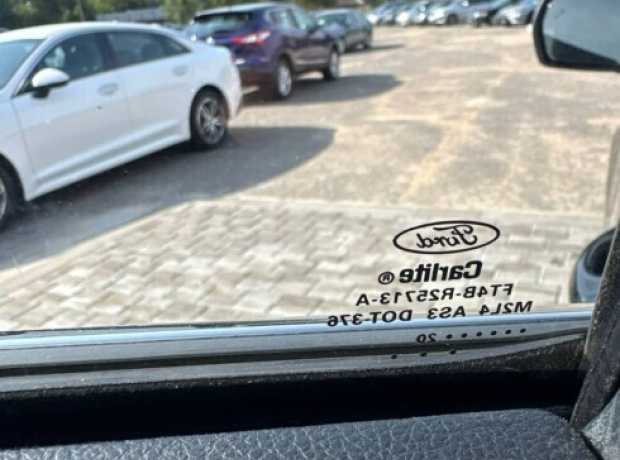 Ford
Carlite®
FT4B-R25713-A
M2L4 AS3 DOT-376
• • • • • • 20
• • •